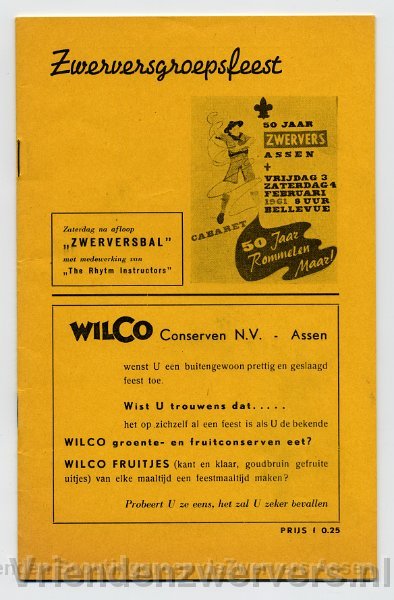 Zwerversgroepsfeest
50 JAAR
ZWERVERS
ASSEN
+
VRIJDAG 3
ZATERDAG 4
FEBRUARI
1961 8 UUR
BELLEVUE
CABARET
50 Jaar
Rommelen
Maar!
Zaterdag na afloop
„ZWERVERSBAL"
met medewerking van
„The Rhytm Instructors"
WILCO Conserven N.V. - Assen
wenst U een buitengewoon prettig en geslaagd
feest toe.
Wist U trouwens dat.....
het op zichzelf al een feest is als U de bekende
WILCO groente- en fruitconserven eet?
WILCO FRUITJES (kant en klaar, goudbruin gefruite
uitjes) van elke maaltijd een feestmaaltijd maken?
Probeert U ze eens, het zal U zeker bevallen
PRIJS f 0.25
Vriendenzwervers.nl